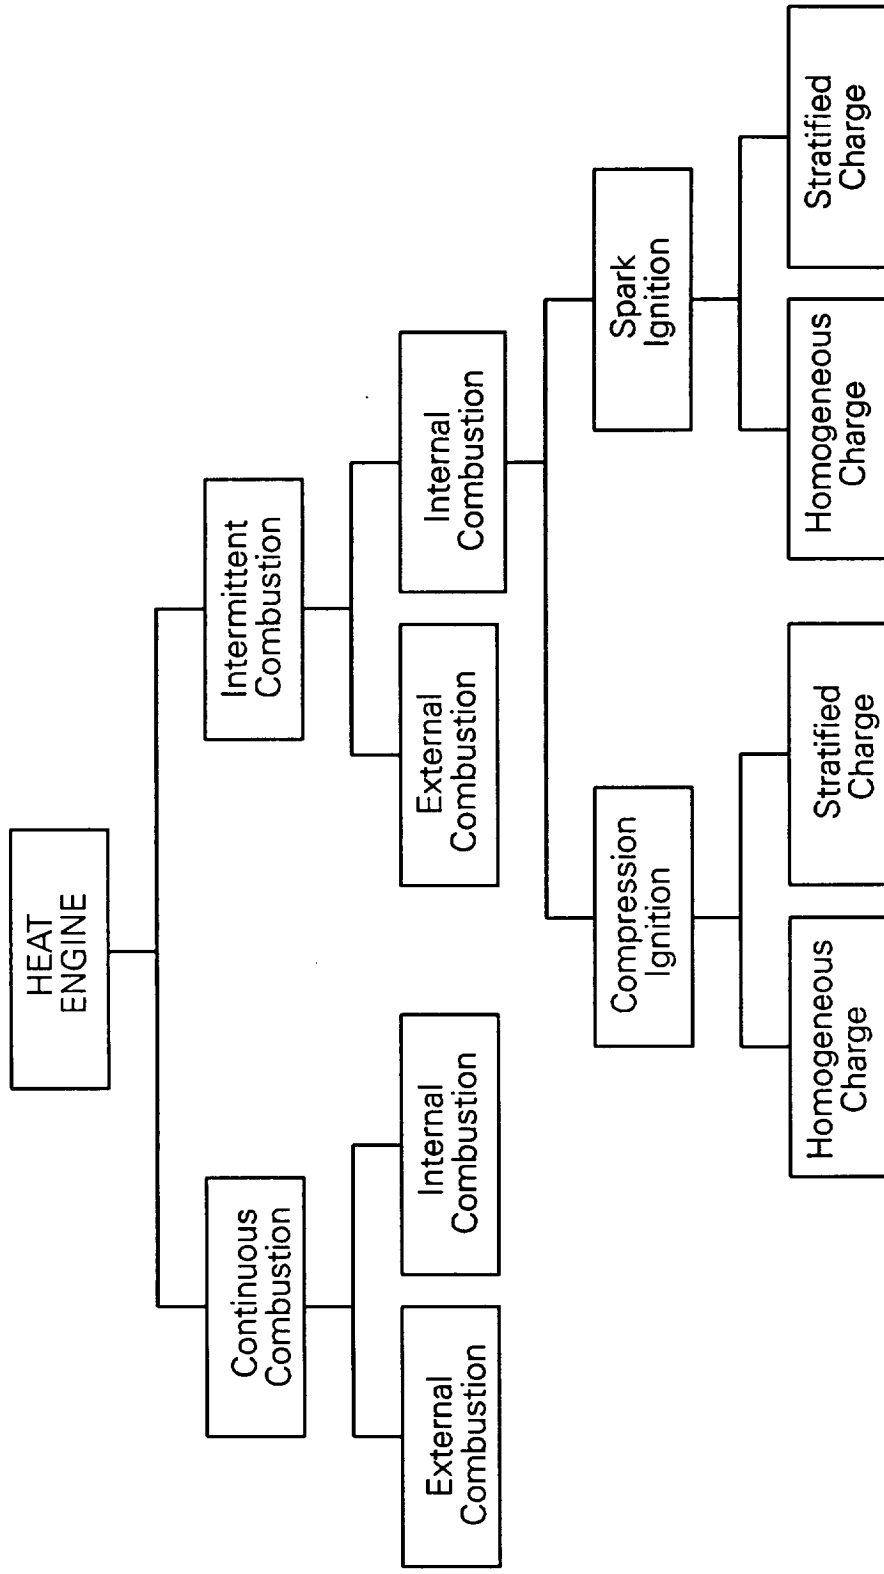 HEAT
ENGINE
Continuous
Combustion
Intermittent
Combustion
External
Combustion
Internal
Combustion
External
Combustion
Internal
Combustion
Compression
Ignition
Spark
Ignition
Homogeneous
Charge
Stratified
Charge
Homogeneous
Charge
Stratified
Charge